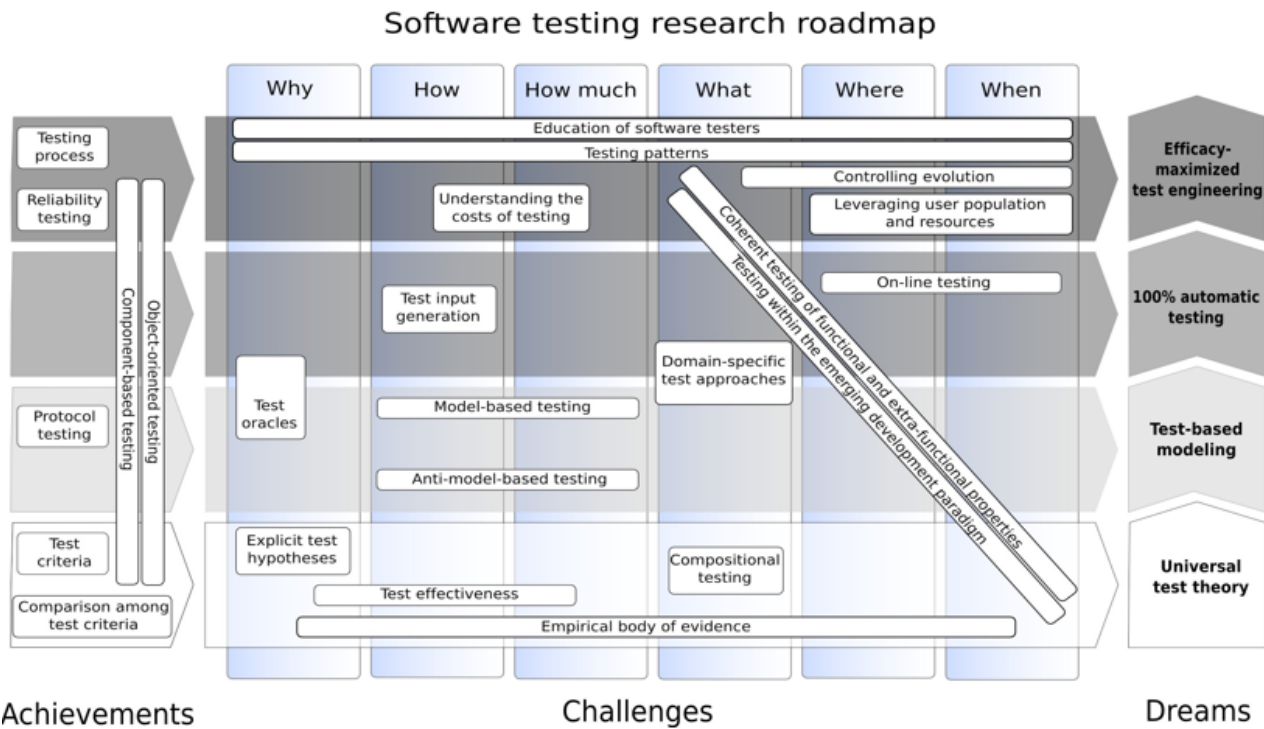 Software testing research roadmap
Why
How
How much
What
Where
When
Testing
process
Reliability
testing
Component-based testing
Object-oriented testing
Protocol
testing
Test
criteria
Comparison among
test criteria
Education of software testers
Testing patterns
Controlling evolution
Understanding the
costs of testing
Leveraging user population
and resources
Coherent testing of functional and extra-functional properties
Testing within the emerging development paradigm
On-line testing
Test input
generation
Domain-specific
test approaches
Test
oracles
Model-based testing
Anti-model-based testing
Explicit test
hypotheses
Compositional
testing
Test effectiveness
Empirical body of evidence
Efficacy-
maximized
test engineering
100% automatic
testing
Test-based
modeling
Universal
test theory
Achievements
Challenges
Dreams